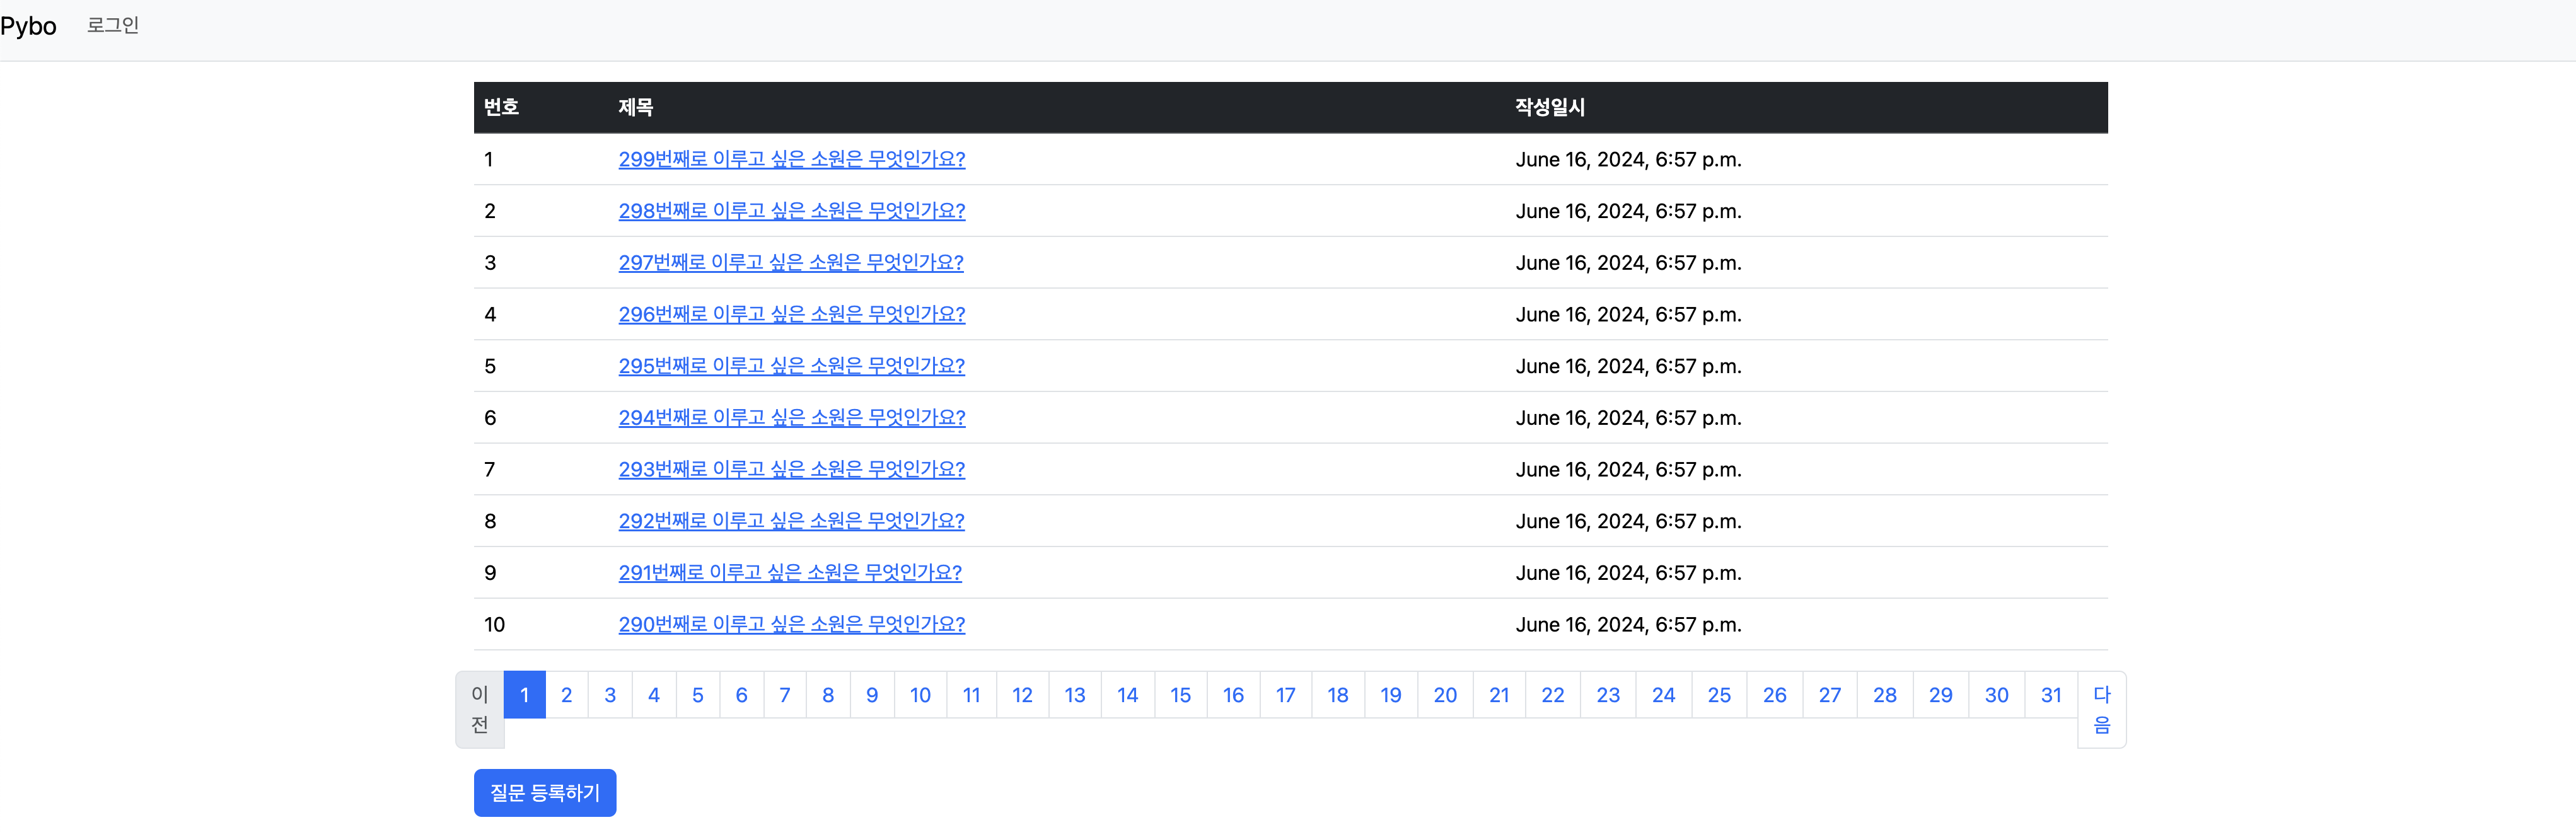 Pybo 로그인
번호 제목 작성일시
1 299번째로 이루고 싶은 소원은 무엇인가요? June 16, 2024, 6:57 p.m.
2 298번째로 이루고 싶은 소원은 무엇인가요? June 16, 2024, 6:57 p.m.
3 297번째로 이루고 싶은 소원은 무엇인가요? June 16, 2024, 6:57 p.m.
4 296번째로 이루고 싶은 소원은 무엇인가요? June 16, 2024, 6:57 p.m.
5 295번째로 이루고 싶은 소원은 무엇인가요? June 16, 2024, 6:57 p.m.
6 294번째로 이루고 싶은 소원은 무엇인가요? June 16, 2024, 6:57 p.m.
7 293번째로 이루고 싶은 소원은 무엇인가요? June 16, 2024, 6:57 p.m.
8 292번째로 이루고 싶은 소원은 무엇인가요? June 16, 2024, 6:57 p.m.
9 291번째로 이루고 싶은 소원은 무엇인가요? June 16, 2024, 6:57 p.m.
10 290번째로 이루고 싶은 소원은 무엇인가요? June 16, 2024, 6:57 p.m.
이전 1 2 3 4 5 6 7 8 9 10 11 12 13 14 15 16 17 18 19 20 21 22 23 24 25 26 27 28 29 30 31 다음
질문 등록하기